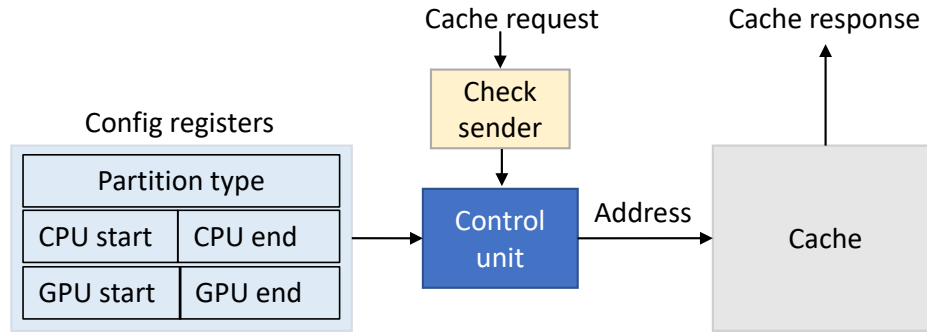 Cache request
Cache response
Check
sender
Config registers
Partition type
CPU start
CPU end
GPU start
GPU end
Control
unit
Address
Cache